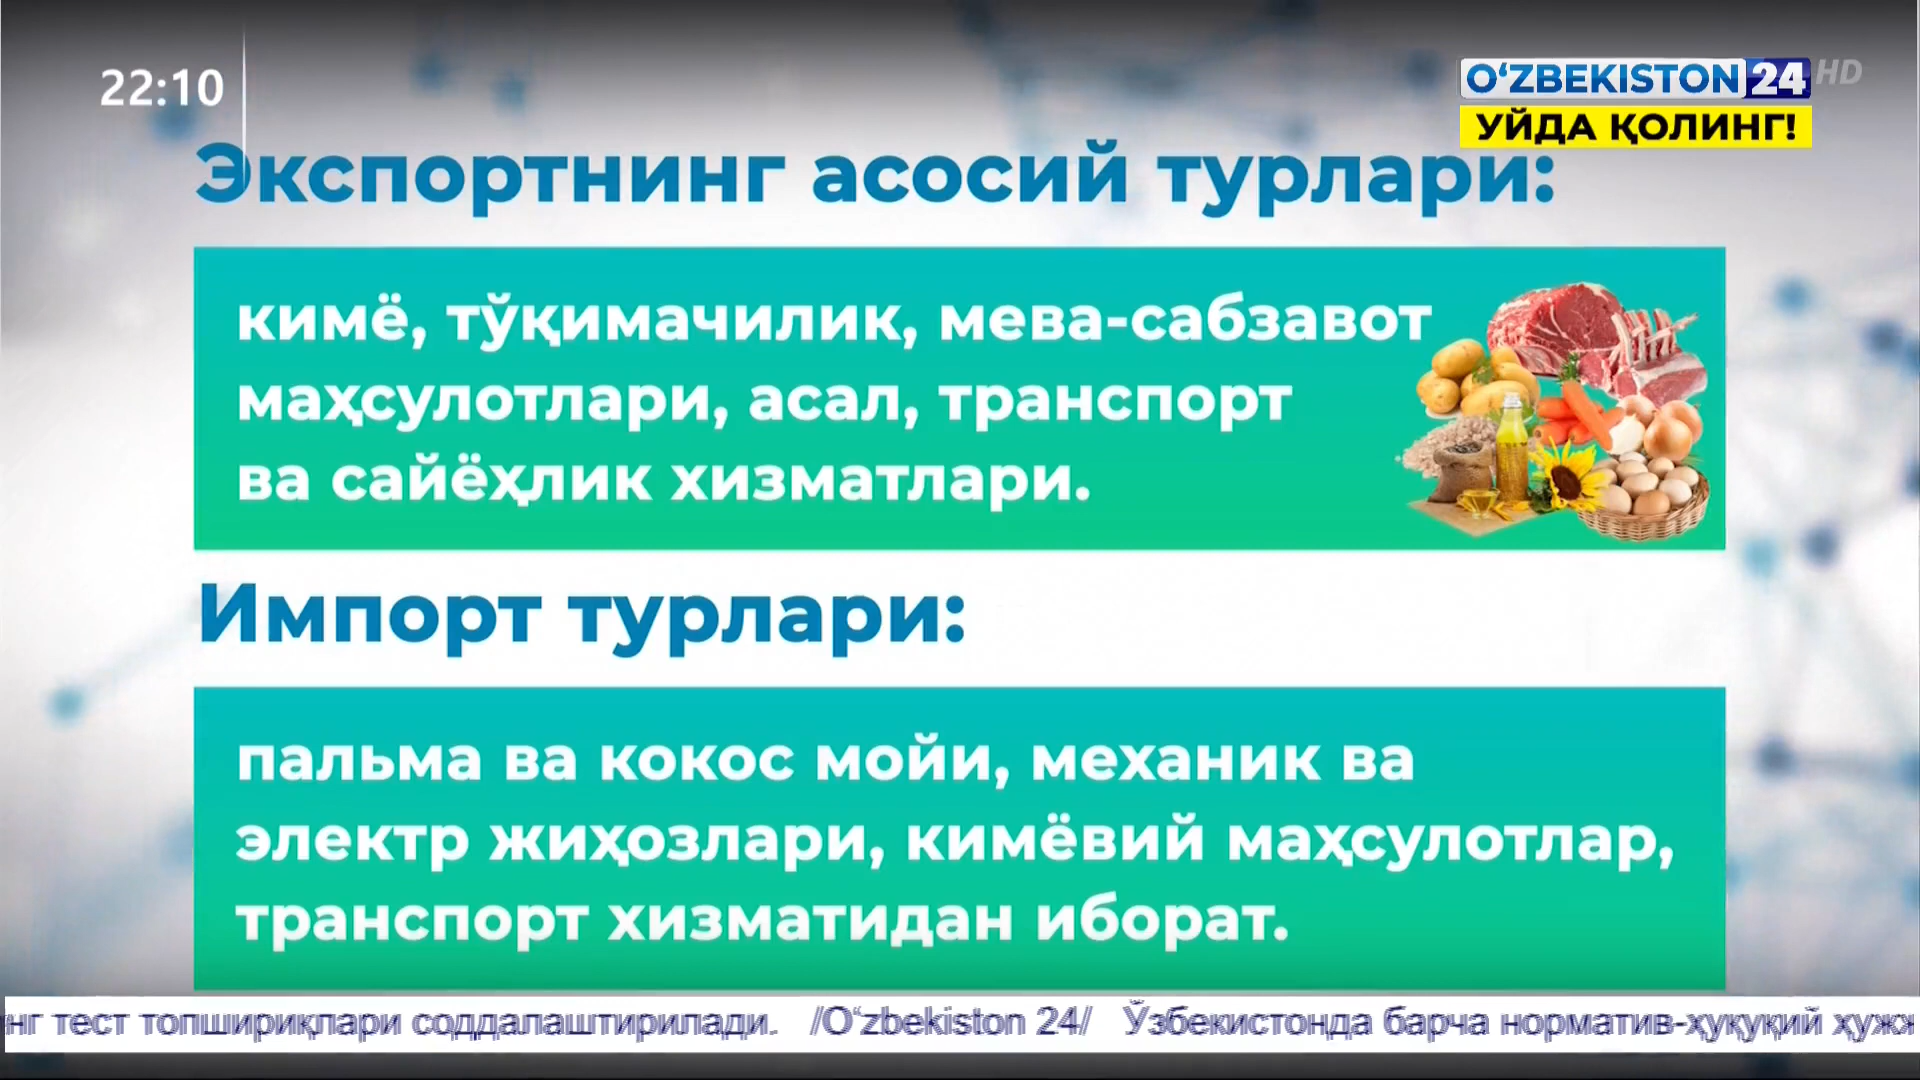 22:10
O‘ZBEKISTON 24 HD
УЙДА ҚОЛИНГ!
Экспортнинг асосий турлари:
кимё, тўқимачилик, мева-сабзавот
маҳсулотлари, асал, транспорт
ва сайёҳлик хизматлари.
Импорт турлари:
пальма ва кокос мойи, механик ва
электр жиҳозлари, кимёвий маҳсулотлар,
транспорт хизматидан иборат.
нг тест топшириқлари соддалаштирилади. /O‘zbekiston 24/ Ўзбекистонда барча норматив-ҳуқуқий